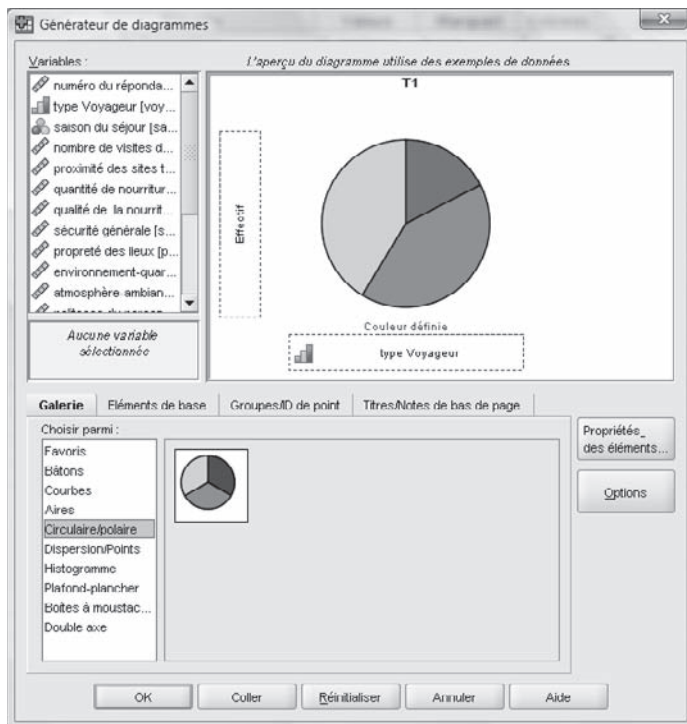 Générateur de diagrammes
Variables :
numéro du réponda...
type Voyageur [voy...
saison du séjour [sa...
nombre de visites d...
proximité des sites t...
quantité de nourritur...
qualité de la nourrit...
sécurité générale [s...
propreté des lieux [p...
environnement-quar...
atmosphère ambian...
Aucune variable
sélectionnée
L'aperçu du diagramme utilise des exemples de données
T1
Effectif
Couleur définie
type Voyageur
Galerie
Eléments de base
Groupes/ID de point
Titres/Notes de bas de page
Choisir parmi :
Favoris
Bâtons
Courbes
Aires
Circulaire/polaire
Dispersion/Points
Histogramme
Plafond-plancher
Boîtes à moustac...
Double axe
Propriétés_
des éléments...
Options
OK
Coller
Réinitialiser
Annuler
Aide